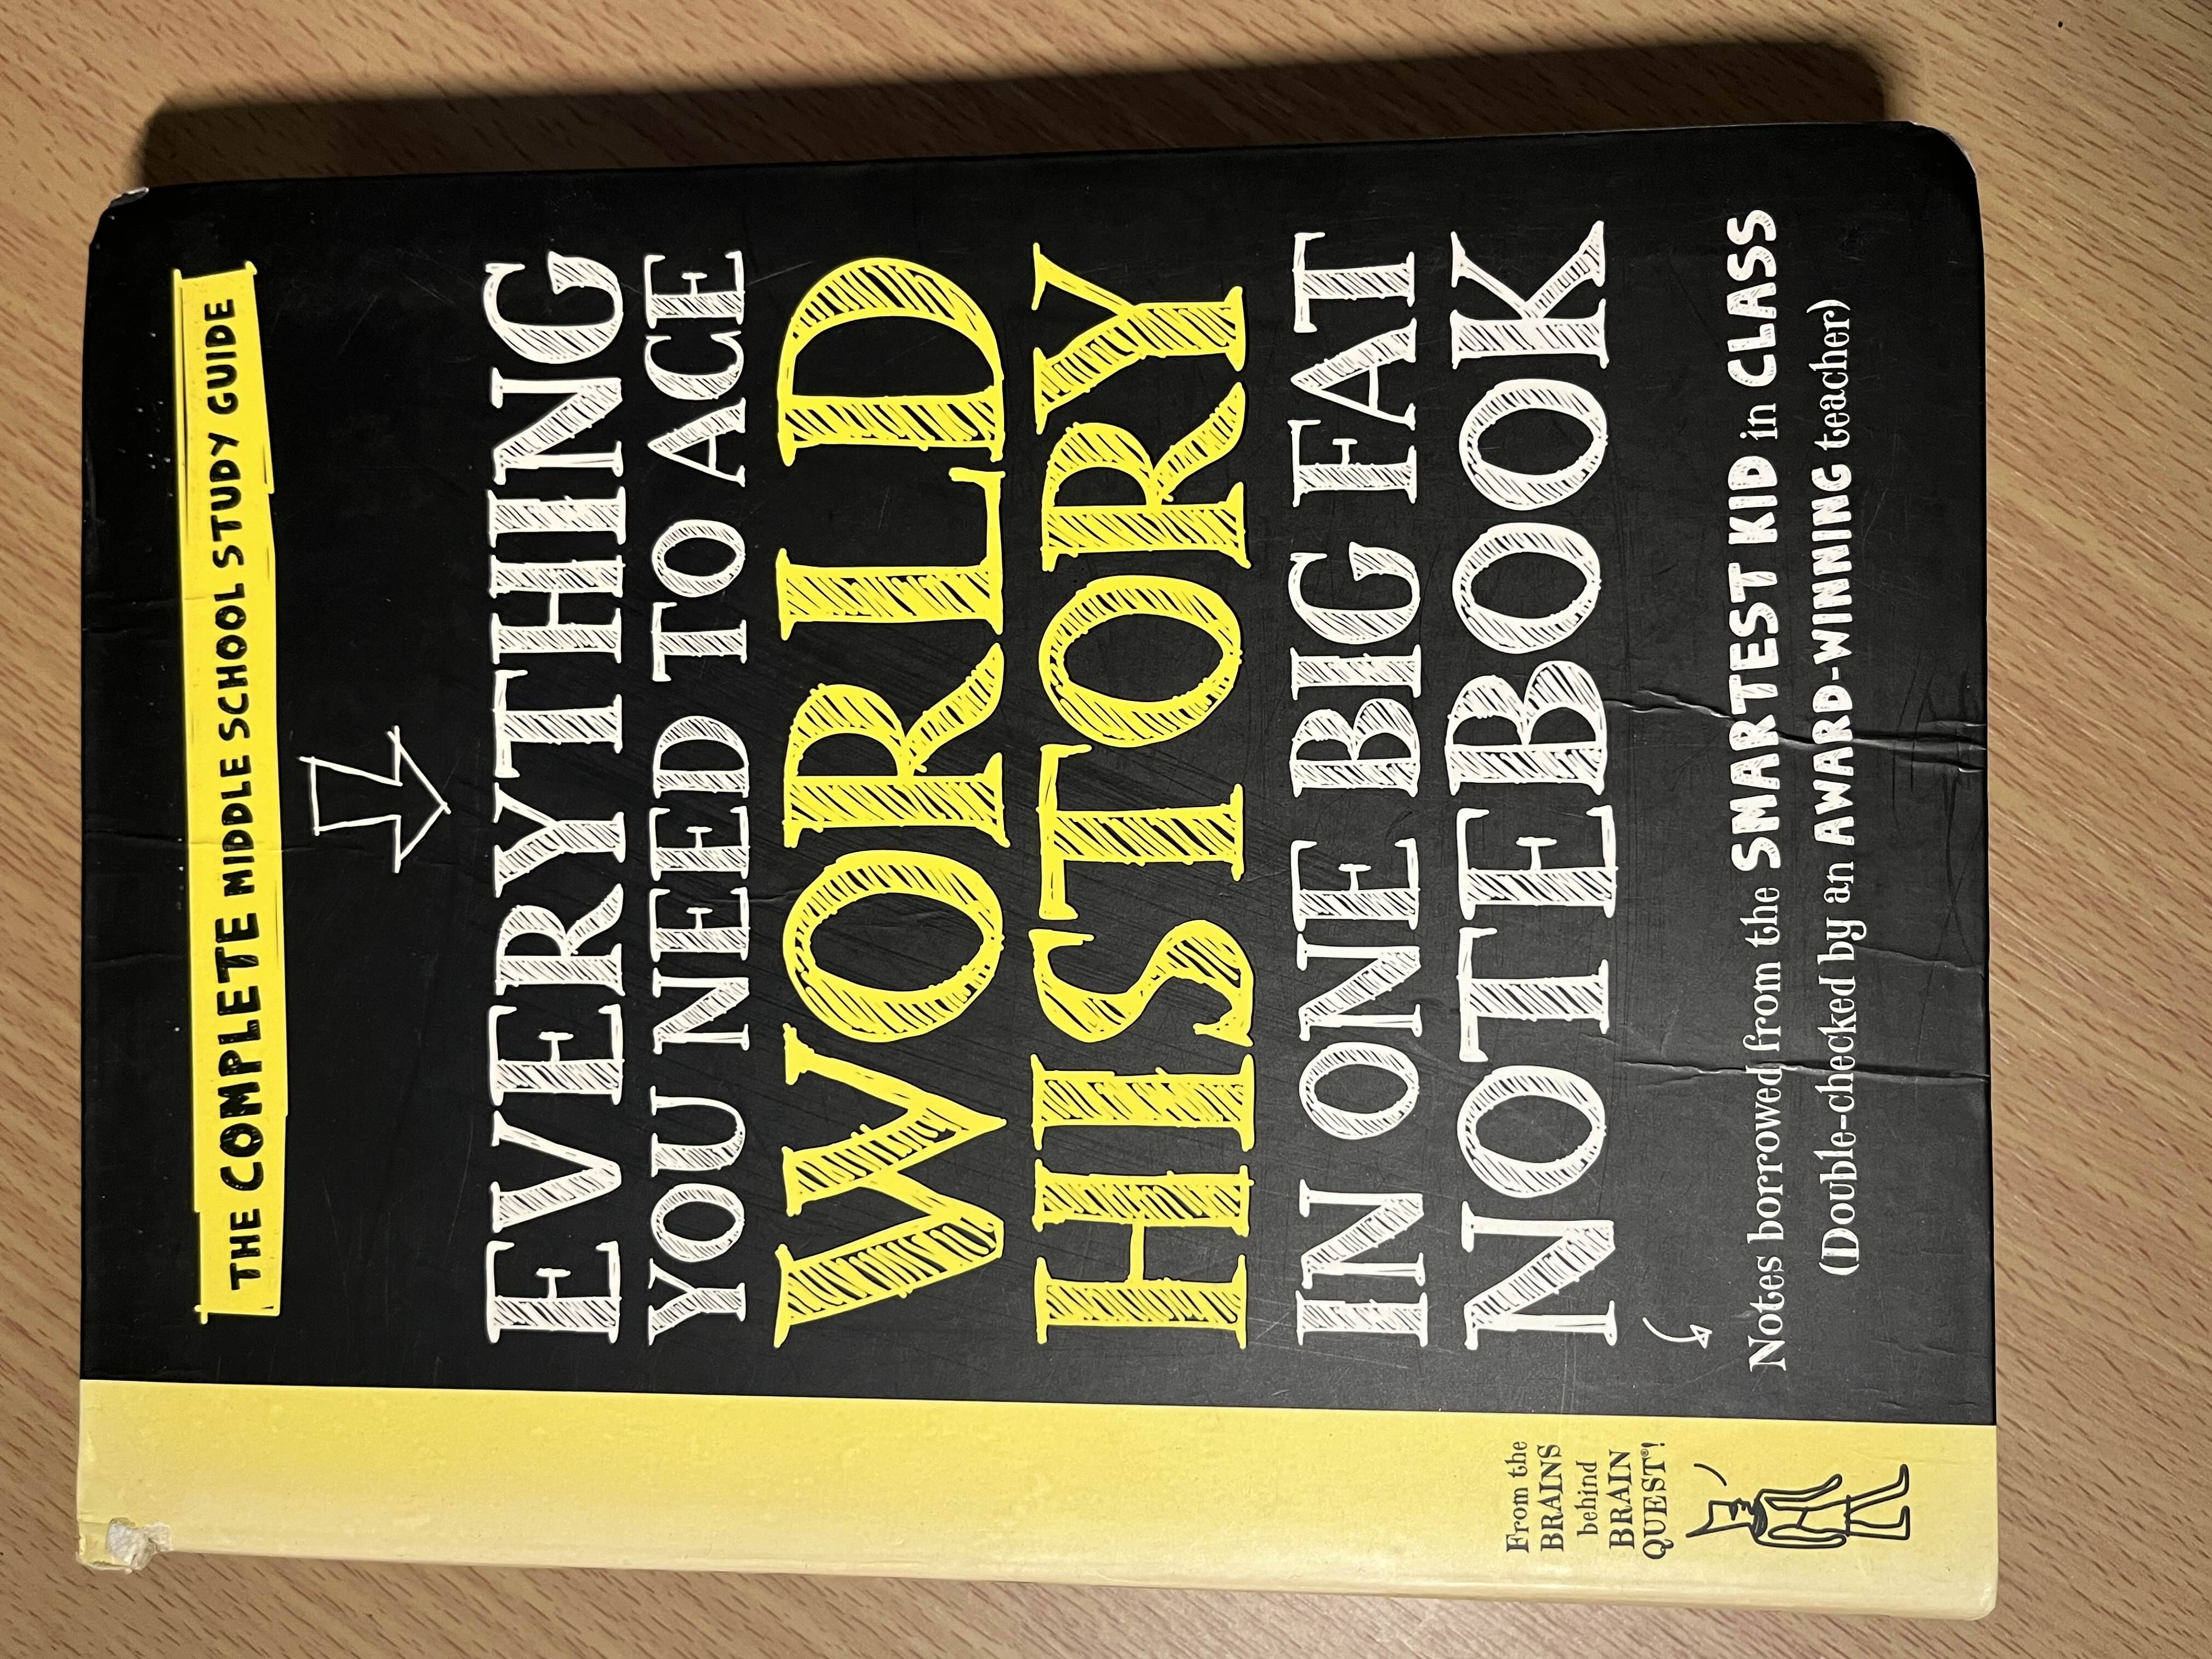 THE COMPLETE MIDDLE SCHOOL STUDY GUIDE
EVERYTHING
YOU NEED TO ACE
WORLD
HISTORY
IN ONE BIG FAT
NOTEBOOK
Notes borrowed from the SMARTEST KID in CLASS
(Double-checked by an AWARD-WINNING teacher)
From the
BRAINS
behind
BRAIN
QUEST®!